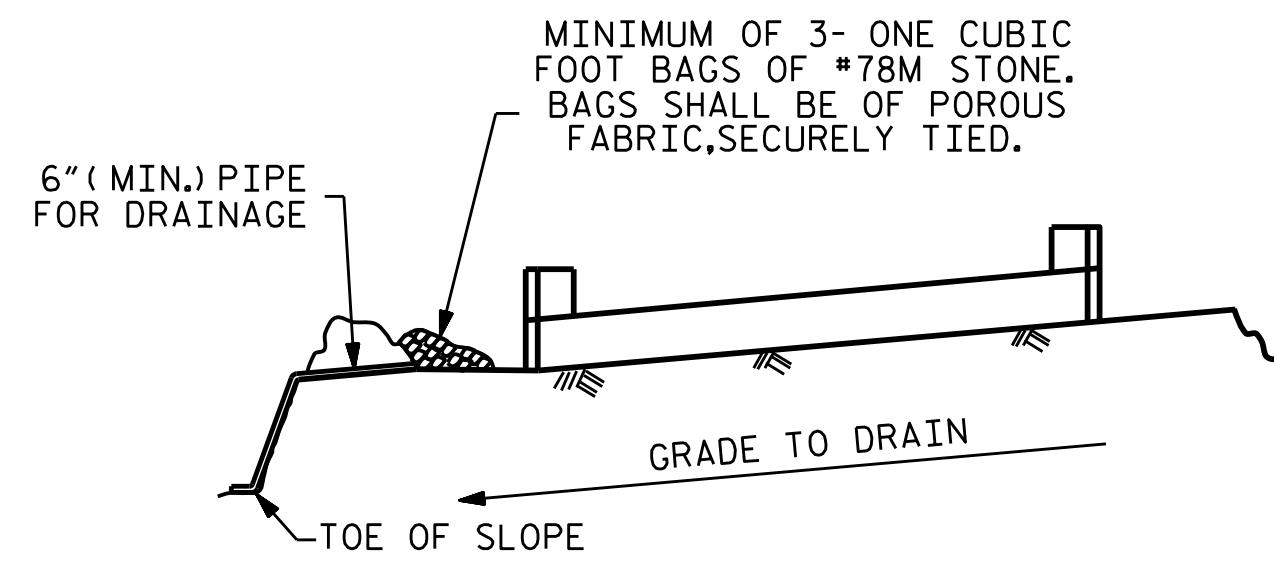 MINIMUM OF 3- ONE CUBIC
FOOT BAGS OF #78M STONE.
BAGS SHALL BE OF POROUS
FABRIC,SECURELY TIED.
6"(MIN.)PIPE
FOR DRAINAGE
GRADE TO DRAIN
TOE OF SLOPE